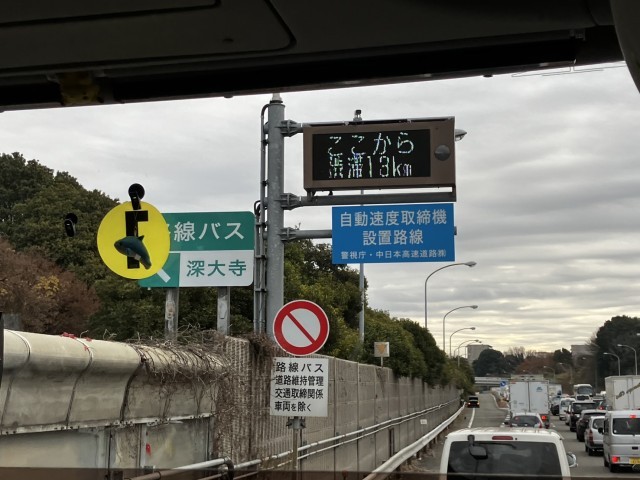 ここから
渋滞13km
自動速度取締機
設置路線
警視庁・中日本高速道路㈱
線バス
深大寺
F
路線バス
道路維持管理
交通取締関係
車両を除く